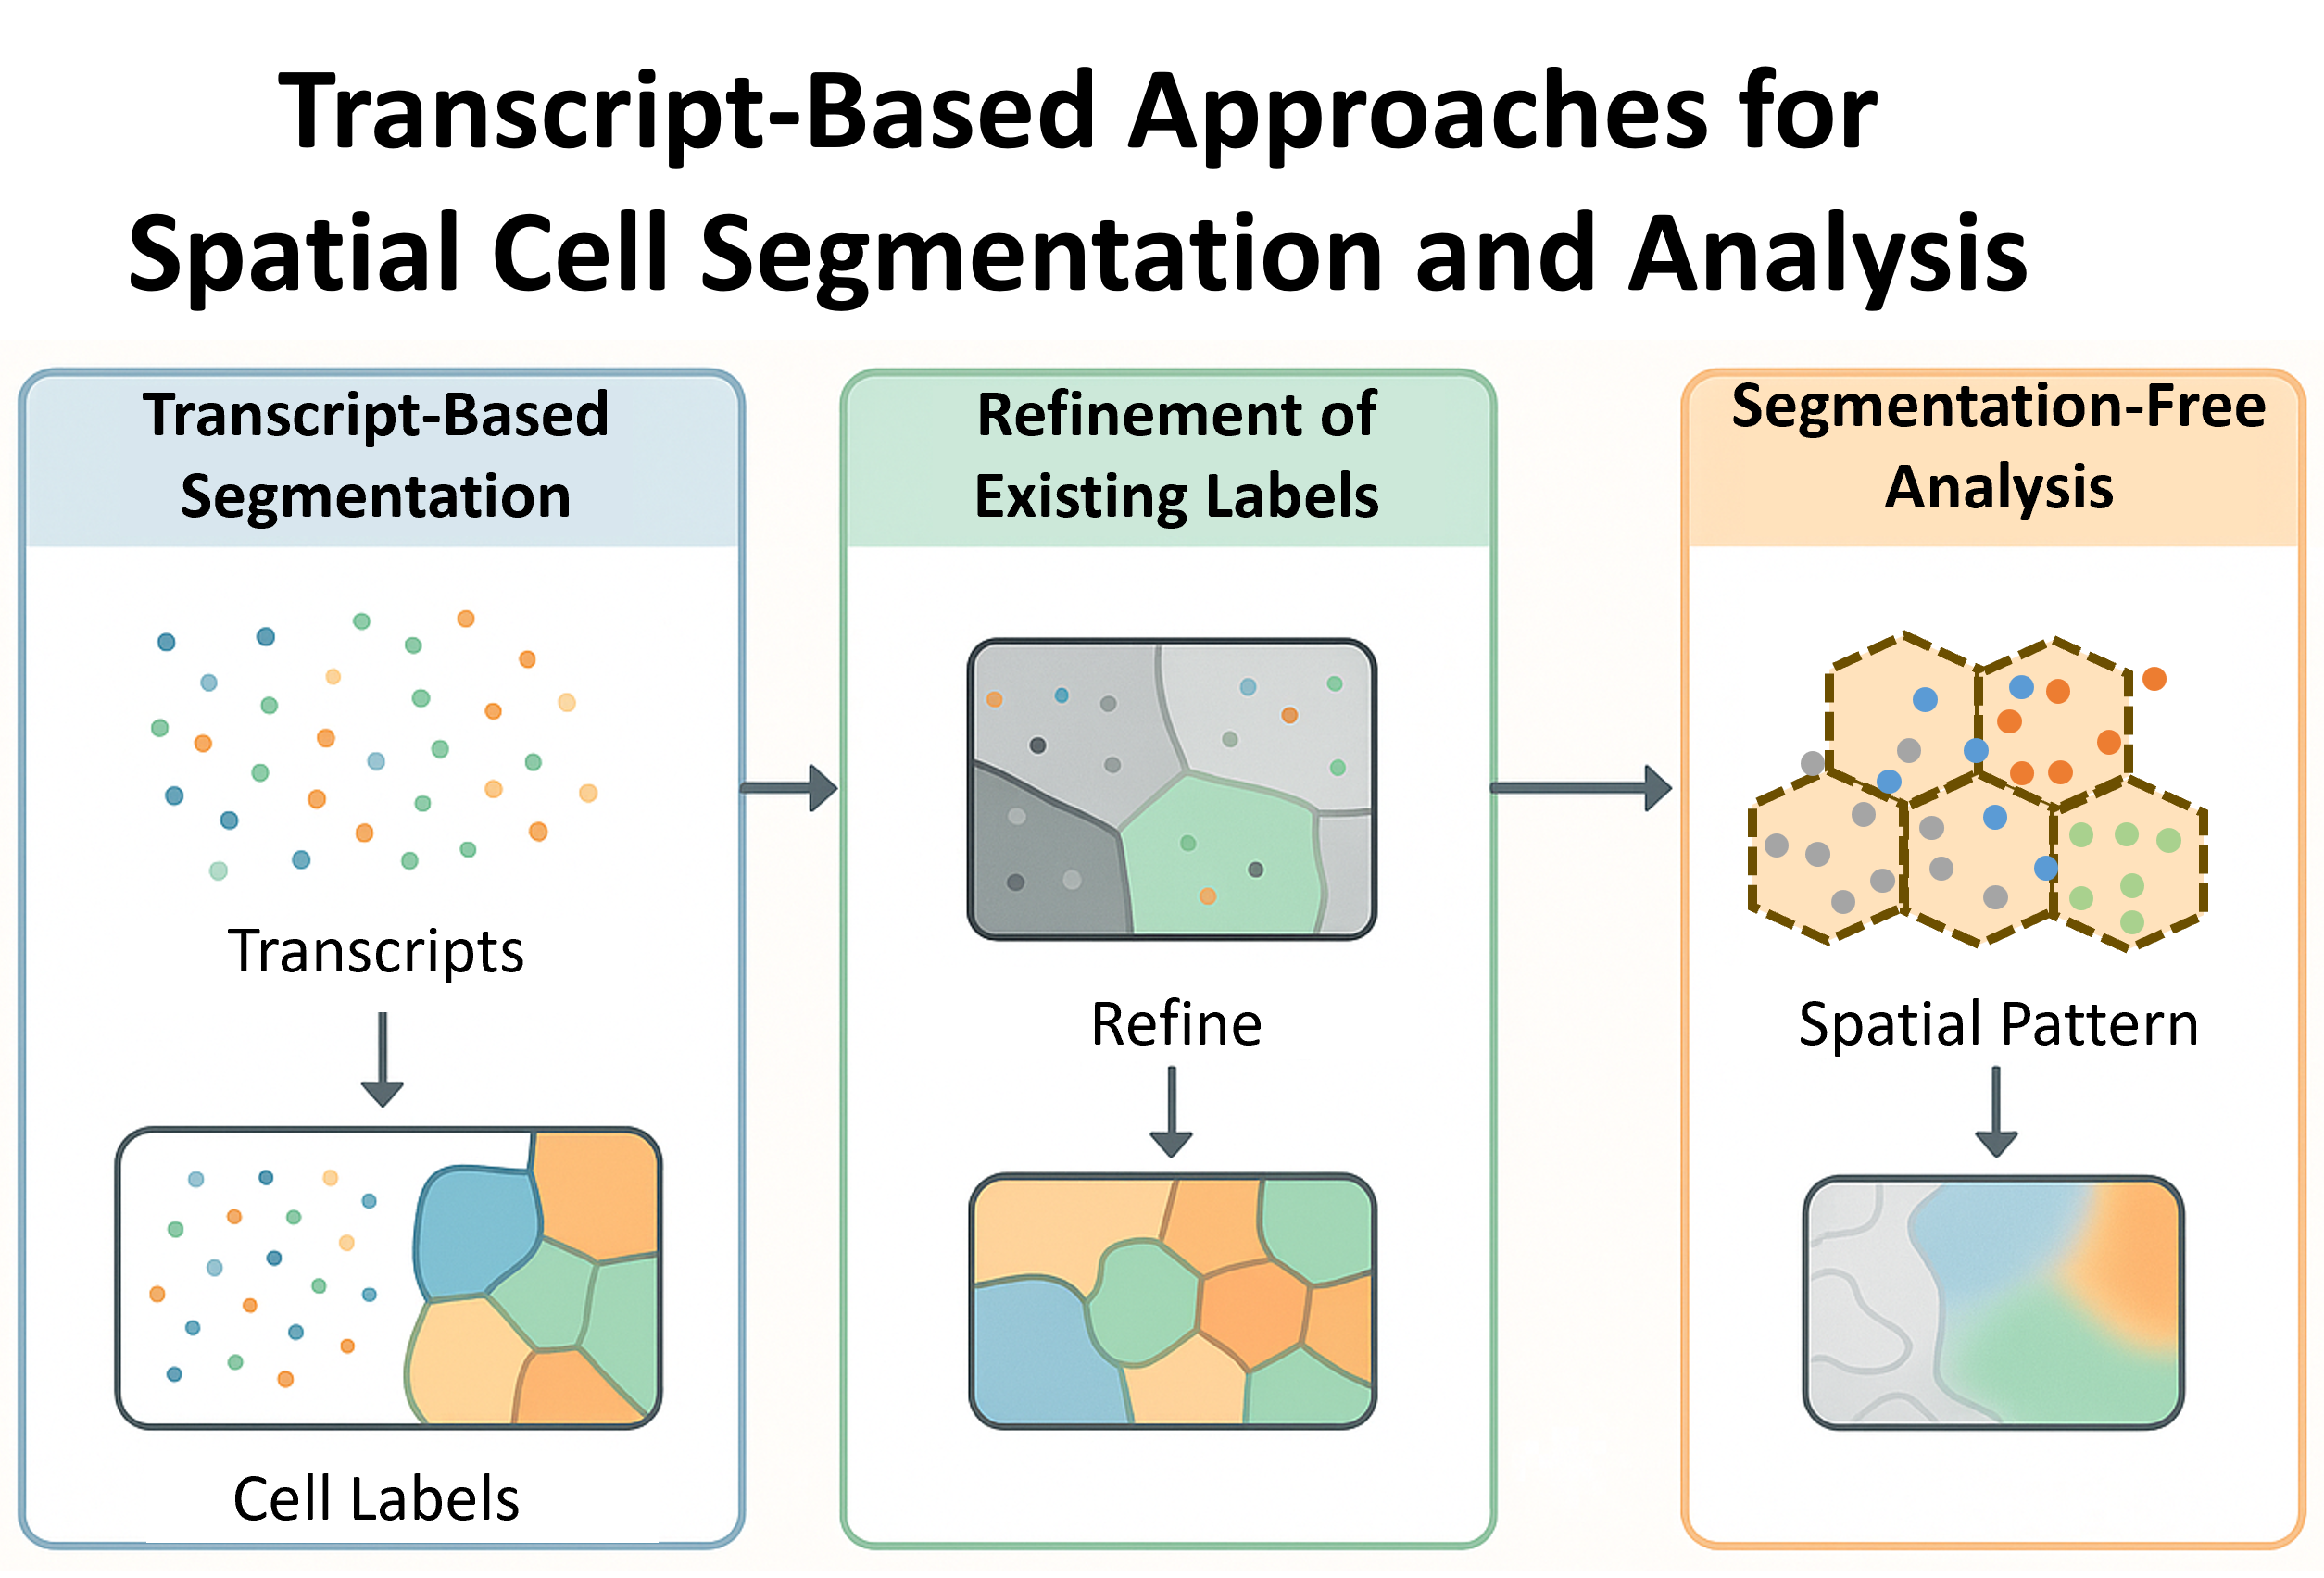 Transcript-Based Approaches for
Spatial Cell Segmentation and Analysis
Transcript-Based
Segmentation
Transcripts
Cell Labels
Refinement of
Existing Labels
Refine
Segmentation-Free
Analysis
Spatial Pattern